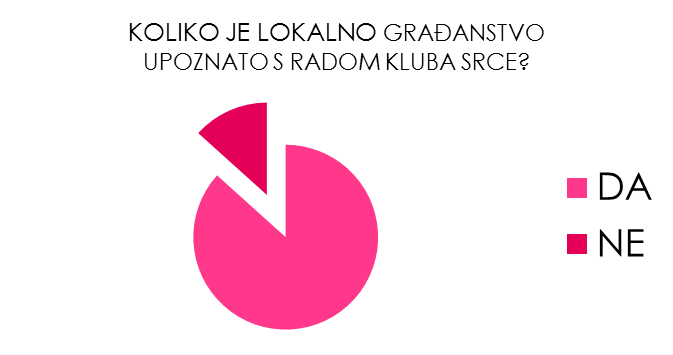 KOLIKO JE LOKALNO GRAĐANSTVO
UPOZNATO S RADOM KLUBA SRCE?
DA
NE